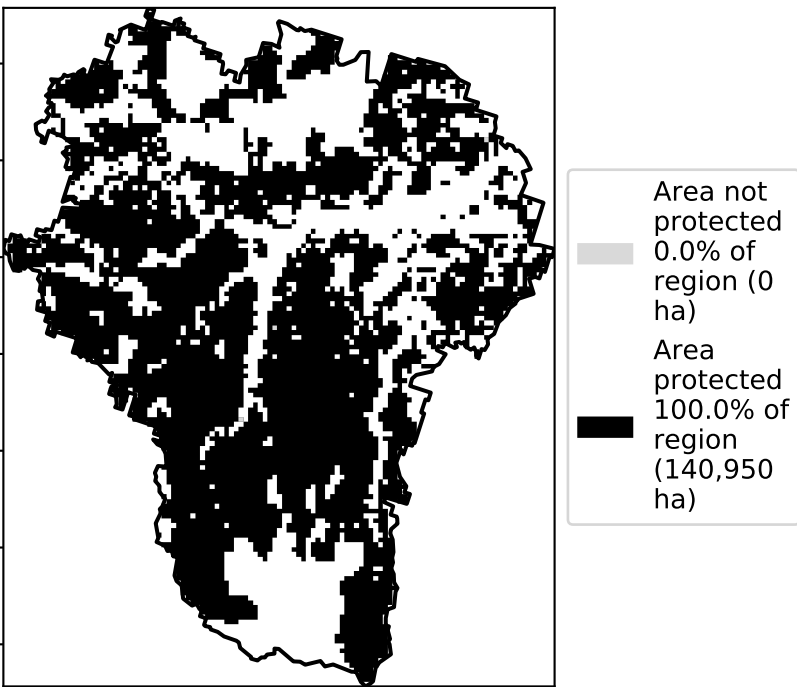 Area not
protected
0.0% of
region (0
ha)
Area
protected
100.0% of
region
(140,950
ha)